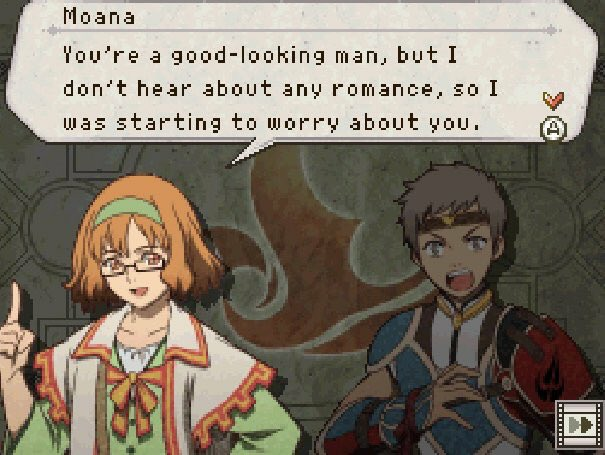 Moana
You're a good-looking man, but I
don't hear about any romance, so I
was starting to worry about you.
A